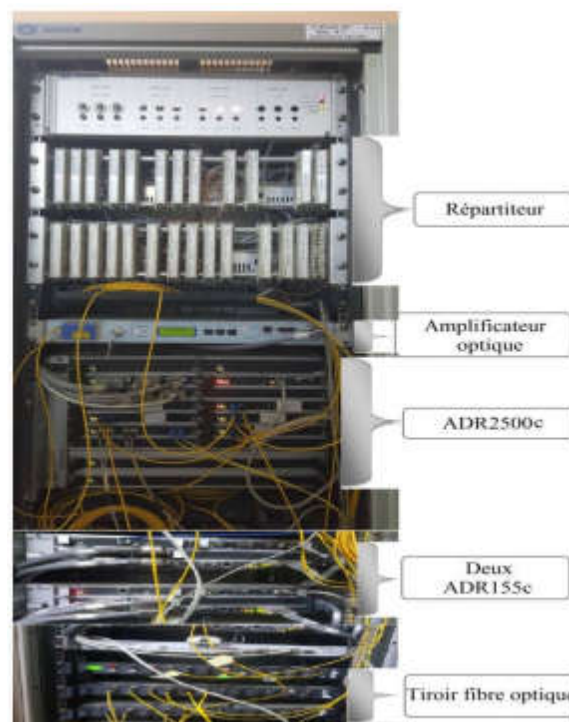 Répartiteur
Amplificateur
optique
ADR2500c
Deux
ADR155c
Tiroir fibre optique